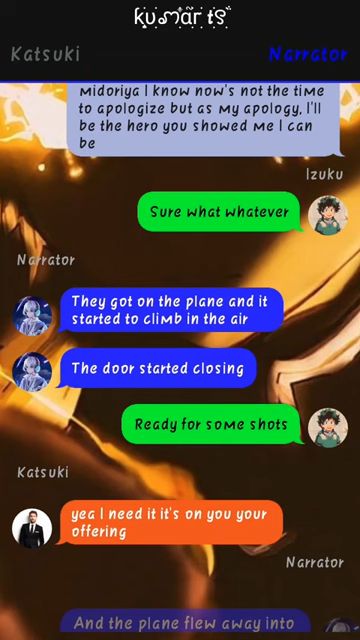 kumar ts
Katsuki
Narrator
Midoriya I know now's not the time
to apologize but as my apology, I'll
be the hero you showed me I can
be
Izuku
Sure what whatever
Narrator
They got on the plane and it
started to climb in the air
The door started closing
Ready for some shots
Katsuki
yea I need it it's on you your
offering
Narrator
And the plane flew away into